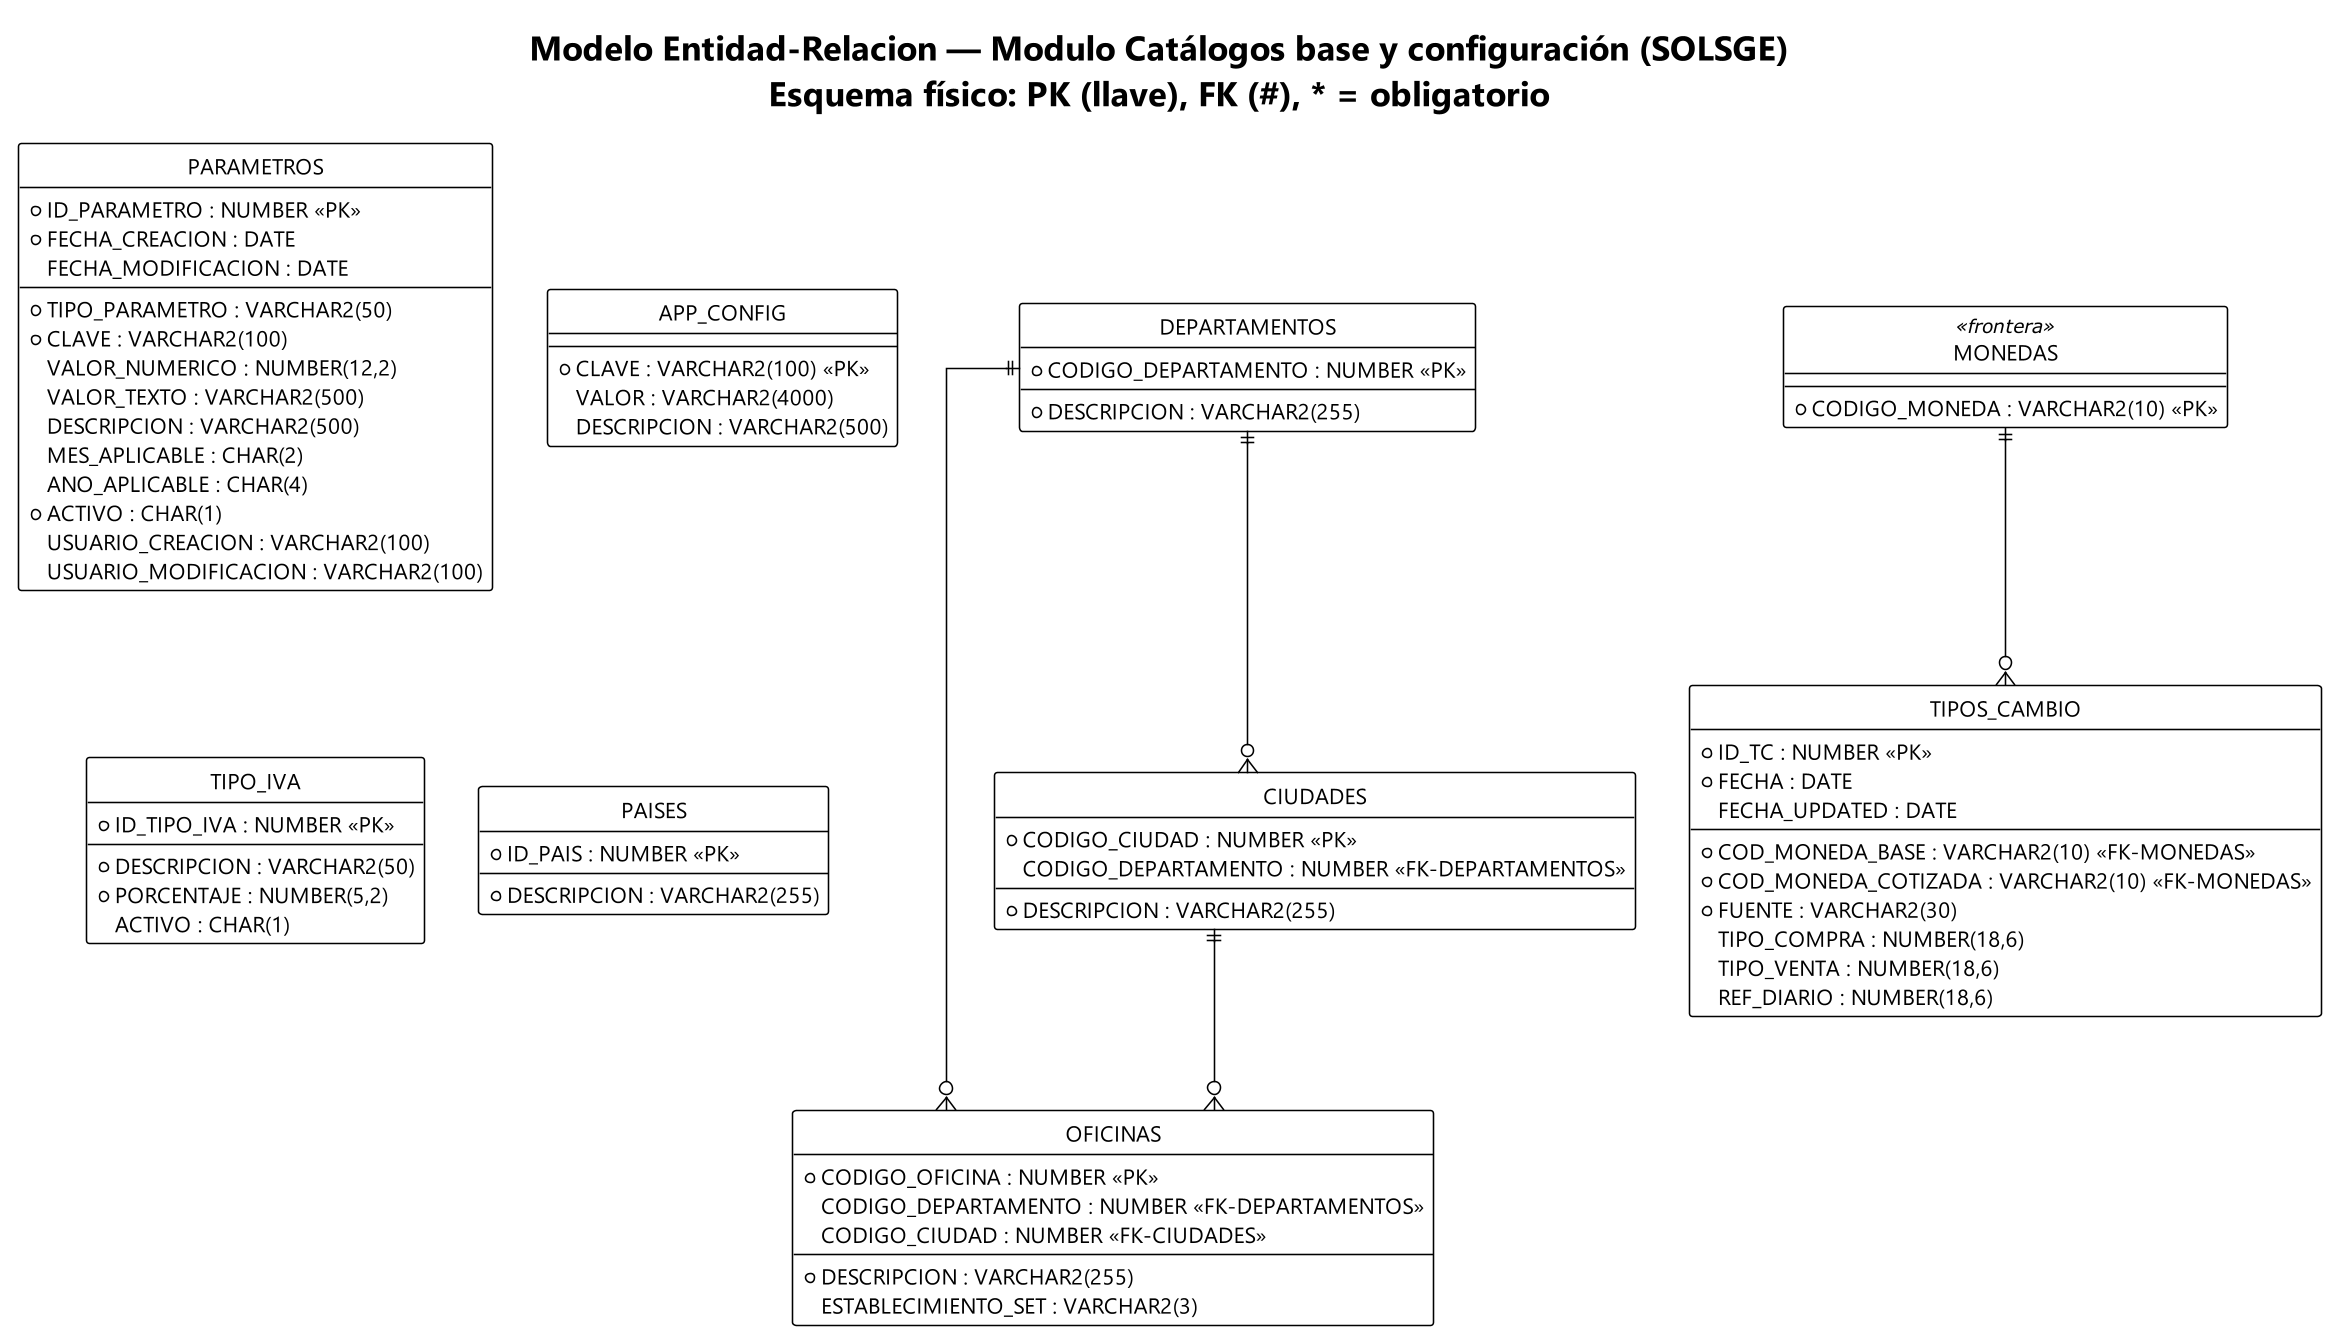 Modelo Entidad-Relacion — Modulo Catálogos base y configuración (SOLSGE)
Esquema físico: PK (llave), FK (#), * = obligatorio
PARAMETROS
ID_PARAMETRO : NUMBER «PK»
FECHA_CREACION : DATE
FECHA_MODIFICACION : DATE
TIPO_PARAMETRO : VARCHAR2(50)
CLAVE : VARCHAR2(100)
VALOR_NUMERICO : NUMBER(12,2)
VALOR_TEXTO : VARCHAR2(500)
DESCRIPCION : VARCHAR2(500)
MES_APLICABLE : CHAR(2)
ANO_APLICABLE : CHAR(4)
ACTIVO : CHAR(1)
USUARIO_CREACION : VARCHAR2(100)
USUARIO_MODIFICACION : VARCHAR2(100)
APP_CONFIG
CLAVE : VARCHAR2(100) «PK»
VALOR : VARCHAR2(4000)
DESCRIPCION : VARCHAR2(500)
DEPARTAMENTOS
CODIGO_DEPARTAMENTO : NUMBER «PK»
DESCRIPCION : VARCHAR2(255)
«frontera»
MONEDAS
CODIGO_MONEDA : VARCHAR2(10) «PK»
TIPO_IVA
ID_TIPO_IVA : NUMBER «PK»
DESCRIPCION : VARCHAR2(50)
PORCENTAJE : NUMBER(5,2)
ACTIVO : CHAR(1)
PAISES
ID_PAIS : NUMBER «PK»
DESCRIPCION : VARCHAR2(255)
CIUDADES
CODIGO_CIUDAD : NUMBER «PK»
CODIGO_DEPARTAMENTO : NUMBER «FK-DEPARTAMENTOS»
DESCRIPCION : VARCHAR2(255)
TIPOS_CAMBIO
ID_TC : NUMBER «PK»
FECHA : DATE
FECHA_UPDATED : DATE
COD_MONEDA_BASE : VARCHAR2(10) «FK-MONEDAS»
COD_MONEDA_COTIZADA : VARCHAR2(10) «FK-MONEDAS»
FUENTE : VARCHAR2(30)
TIPO_COMPRA : NUMBER(18,6)
TIPO_VENTA : NUMBER(18,6)
REF_DIARIO : NUMBER(18,6)
OFICINAS
CODIGO_OFICINA : NUMBER «PK»
CODIGO_DEPARTAMENTO : NUMBER «FK-DEPARTAMENTOS»
CODIGO_CIUDAD : NUMBER «FK-CIUDADES»
DESCRIPCION : VARCHAR2(255)
ESTABLECIMIENTO_SET : VARCHAR2(3)